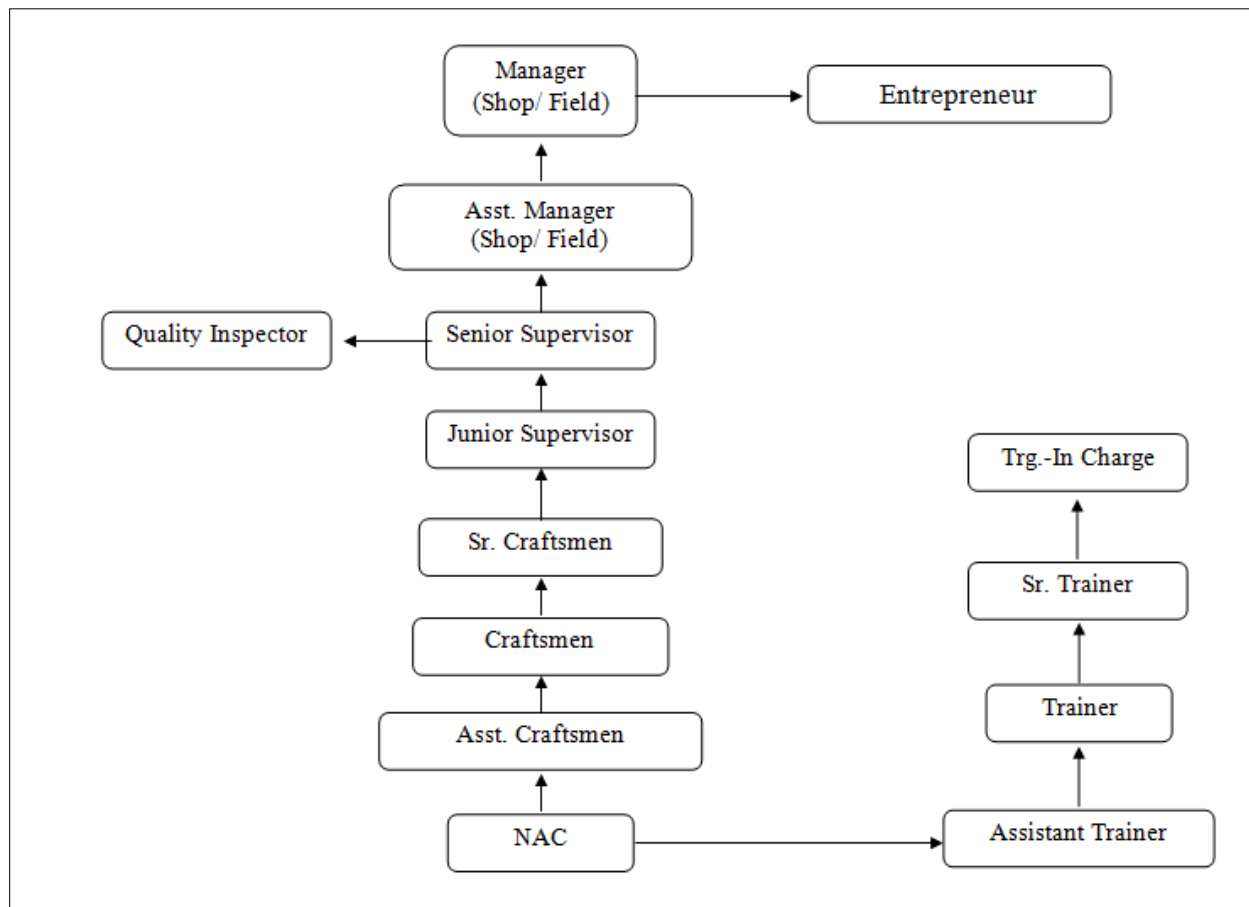 Manager
(Shop/ Field)
Entrepreneur
Asst. Manager
(Shop/ Field)
Quality Inspector
Senior Supervisor
Junior Supervisor
Trg.-In Charge
Sr. Craftsmen
Sr. Trainer
Craftsmen
Trainer
Asst. Craftsmen
NAC
Assistant Trainer